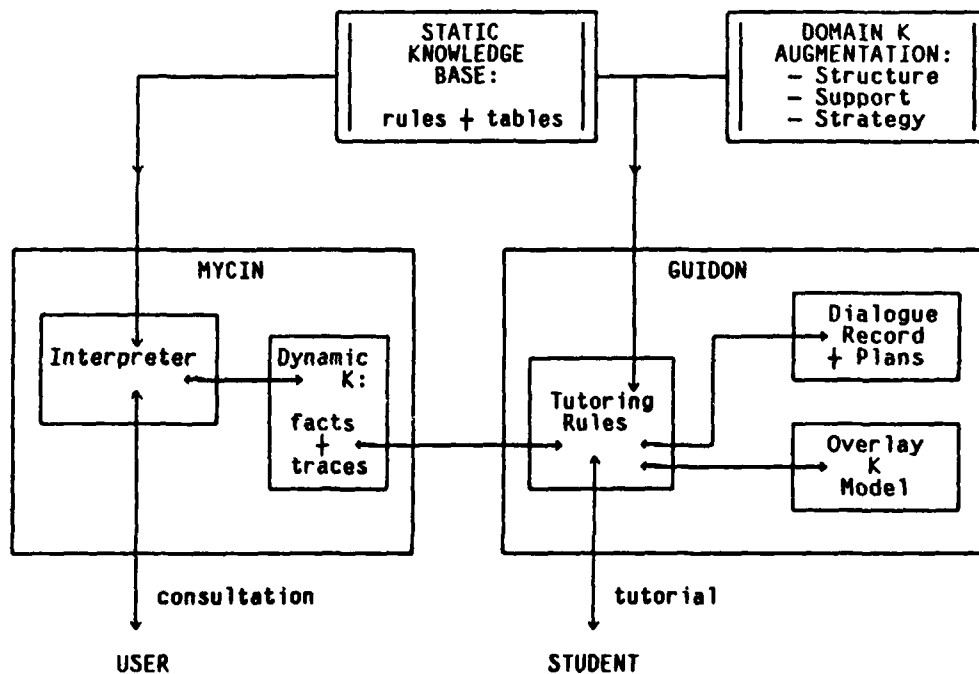 STATIC
KNOWLEDGE
BASE:
rules + tables
DOMAIN K
AUGMENTATION:
– Structure
– Support
– Strategy
MYCIN
Interpreter
Dynamic
K:
facts
+
traces
GUIDON
Tutoring
Rules
Dialogue
Record
+ Plans
Overlay
K
Model
consultation
tutorial
USER
STUDENT